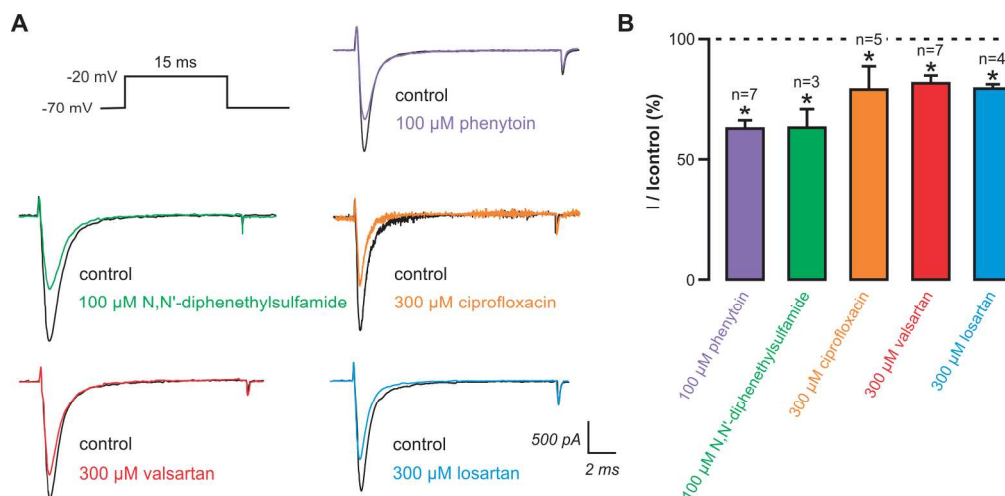 A
15 ms
-20 mV
-70 mV
control
100 µM phenytoin
control
100 µM N,N'-diphenethylsulfamide
control
300 µM ciprofloxacin
control
300 µM valsartan
control
300 µM losartan
500 pA
2 ms
B
I / Icontrol (%)
100
50
0
n=7
*
n=3
*
n=5
*
n=7
*
n=4
*
100 µM phenytoin
100 µM N,N'-diphenethylsulfamide
300 µM ciprofloxacin
300 µM valsartan
300 µM losartan